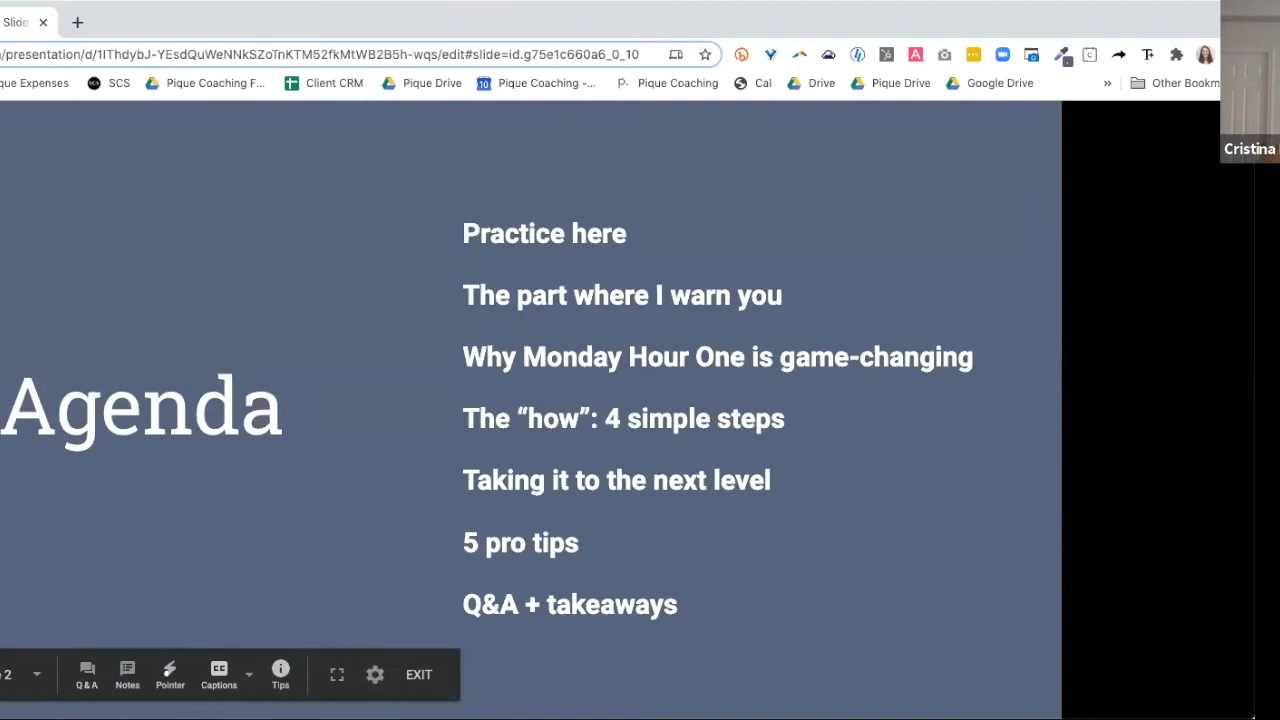 Slide
/presentation/d/1IThdybJ-YEsdQuWeNNkSZoTnKTM52fkMtWB2B5h-wqs/edit#slide=id.g75e1c660a6_0_10
que Expenses SCS Pique Coaching F... Client CRM Pique Drive Pique Coaching -... Pique Coaching Cal Drive Pique Drive Google Drive » Other Bookm
Cristina
Agenda
Practice here
The part where I warn you
Why Monday Hour One is game-changing
The “how”: 4 simple steps
Taking it to the next level
5 pro tips
Q&A + takeaways
2 Q&A Notes Pointer Captions Tips EXIT